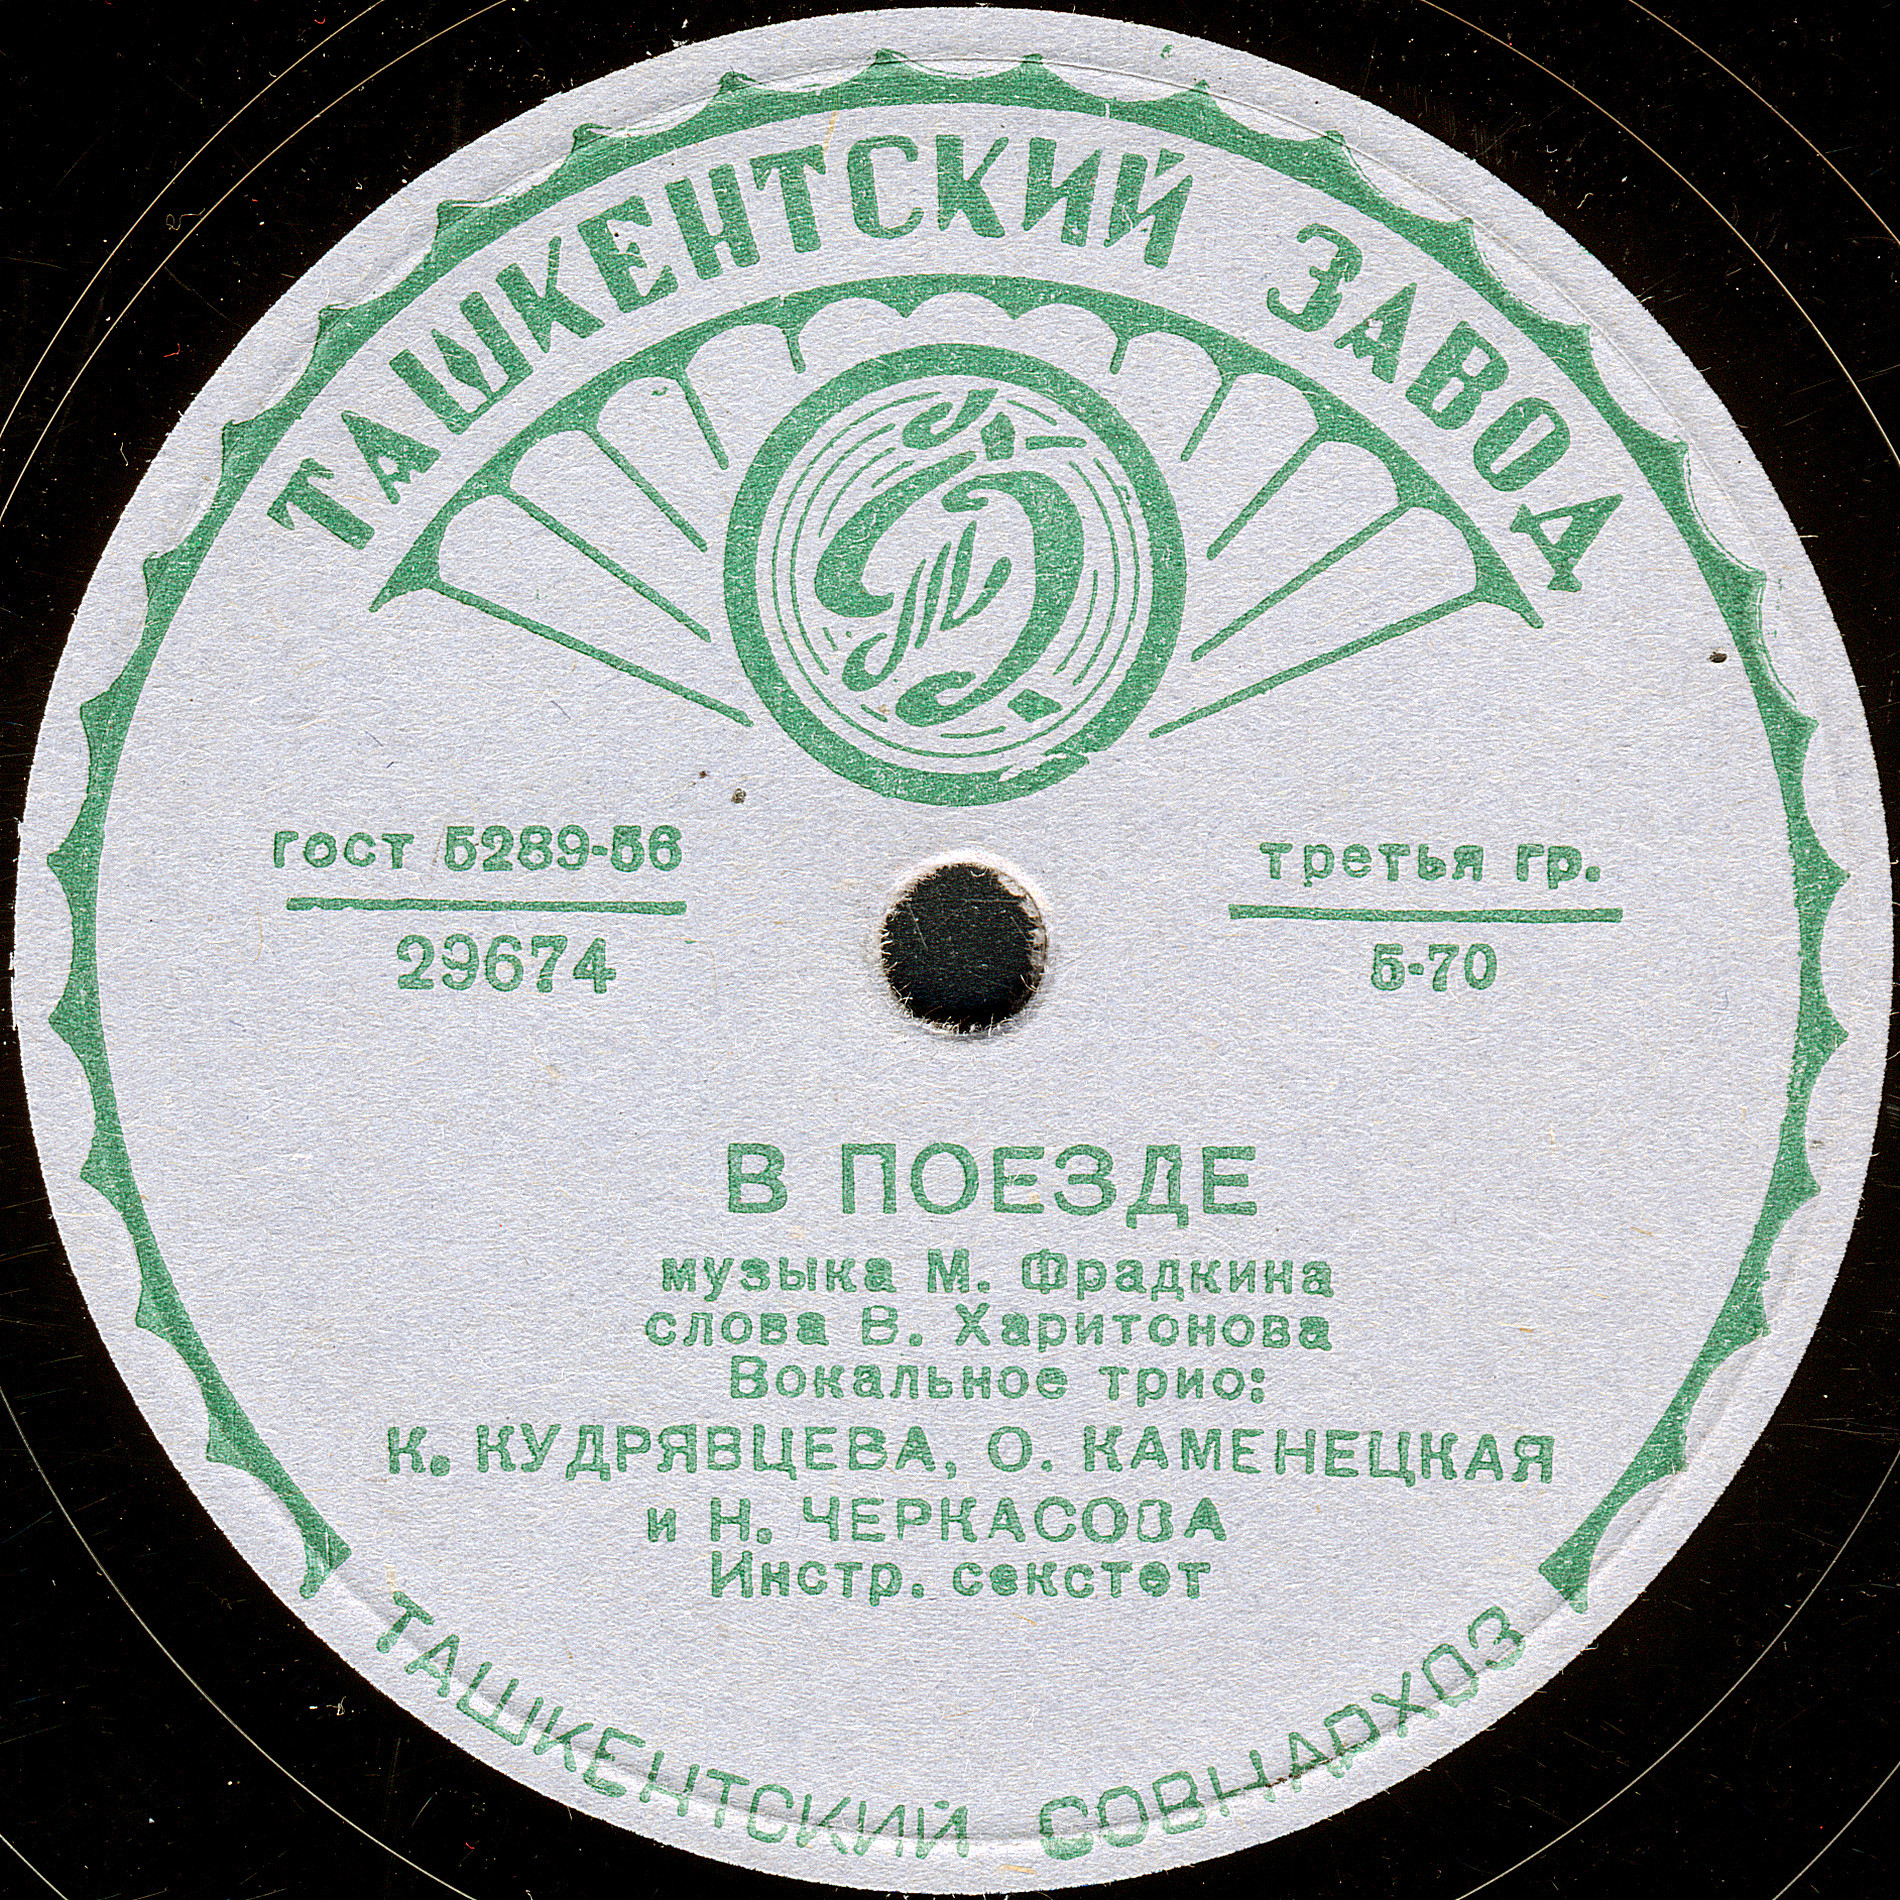 ТАШКЕНТСКИЙ ЗАВОД
гост 5289-56
29674
третья гр.
5-70
В ПОЕЗДЕ
музыка М. Фрадкина
слова В. Харитонова
Вокальное трио:
К. КУДРЯВЦЕВА, О. КАМЕНЕЦКАЯ
и Н. ЧЕРКАСОВА
Инстр. секстет
ТАШКЕНТСКИЙ СОВНАРХОЗ